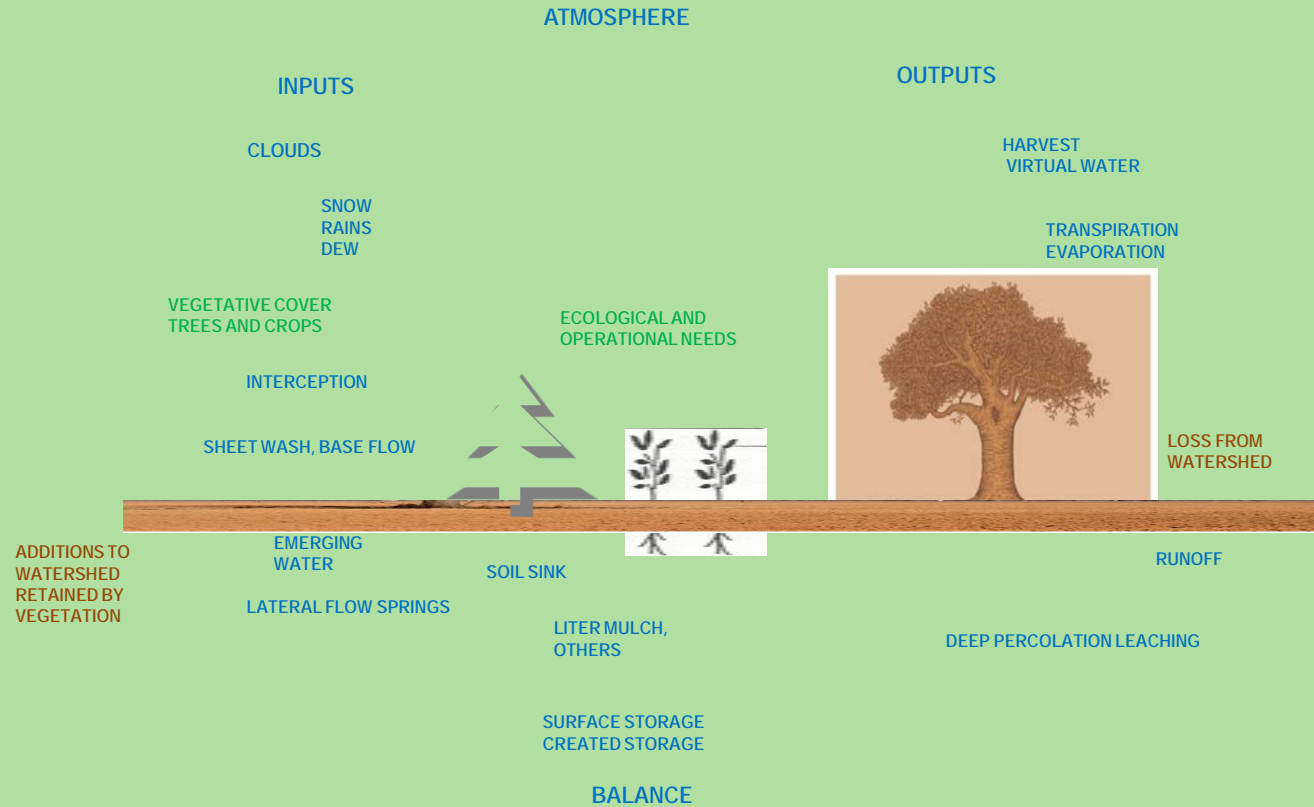 ATMOSPHERE
INPUTS
OUTPUTS
CLOUDS
HARVEST
VIRTUAL WATER
SNOW
RAINS
DEW
TRANSPIRATION
EVAPORATION
VEGETATIVE COVER
TREES AND CROPS
ECOLOGICAL AND
OPERATIONAL NEEDS
INTERCEPTION
SHEET WASH, BASE FLOW
LOSS FROM
WATERSHED
ADDITIONS TO
WATERSHED
RETAINED BY
VEGETATION
EMERGING
WATER
SOIL SINK
RUNOFF
LATERAL FLOW SPRINGS
LITER MULCH,
OTHERS
DEEP PERCOLATION LEACHING
SURFACE STORAGE
CREATED STORAGE
BALANCE